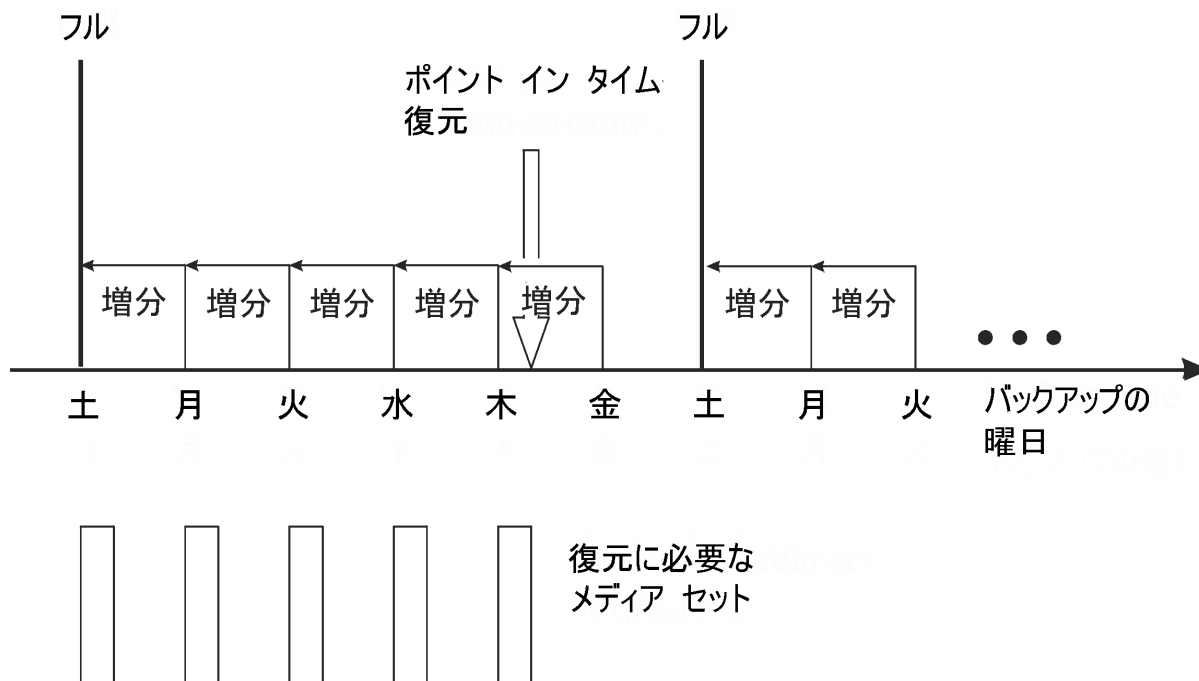 フル
フル
ポイント イン タイム
復元
増分
増分
増分
増分
増分
増分
増分
土
月
火
水
木
金
土
月
火
バックアップの
曜日
復元に必要な
メディア セット